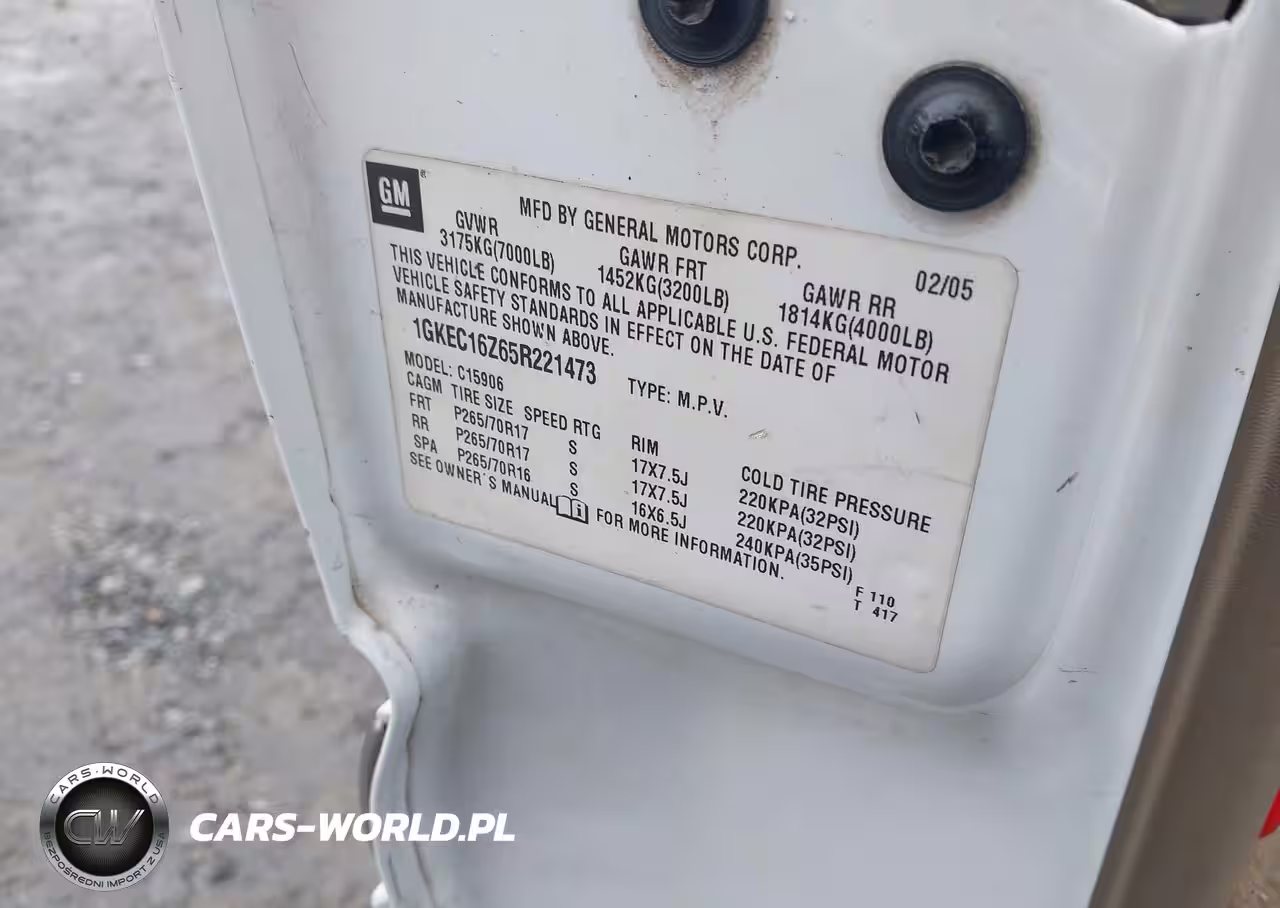 GM
MFD BY GENERAL MOTORS CORP.
02/05
GVWR GAWR FRT GAWR RR
3175KG(7000LB) 1452KG(3200LB) 1814KG(4000LB)
THIS VEHICLE CONFORMS TO ALL APPLICABLE U.S. FEDERAL MOTOR
VEHICLE SAFETY STANDARDS IN EFFECT ON THE DATE OF
MANUFACTURE SHOWN ABOVE.
1GKEC16Z65R221473 TYPE: M.P.V.
MODEL: C15906
CAGM TIRE SIZE SPEED RTG RIM COLD TIRE PRESSURE
FRT P265/70R17 S 17X7.5J 220KPA(32PSI)
RR P265/70R17 S 17X7.5J 220KPA(32PSI)
SPA P265/70R16 S 16X6.5J 240KPA(35PSI)
SEE OWNER'S MANUAL FOR MORE INFORMATION.
F 110
T 417
CARS-WORLD
CW
BEZPOŚREDNI IMPORT Z USA
CARS-WORLD.PL